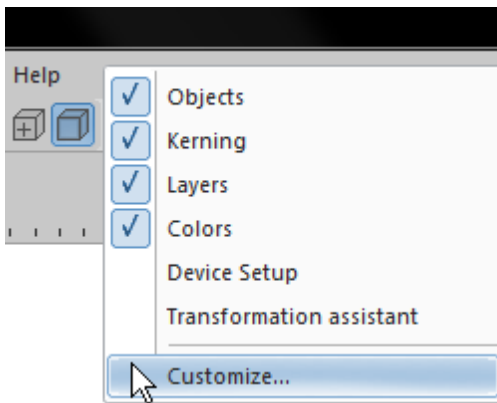 Help
Objects
Kerning
Layers
Colors
Device Setup
Transformation assistant
Customize...